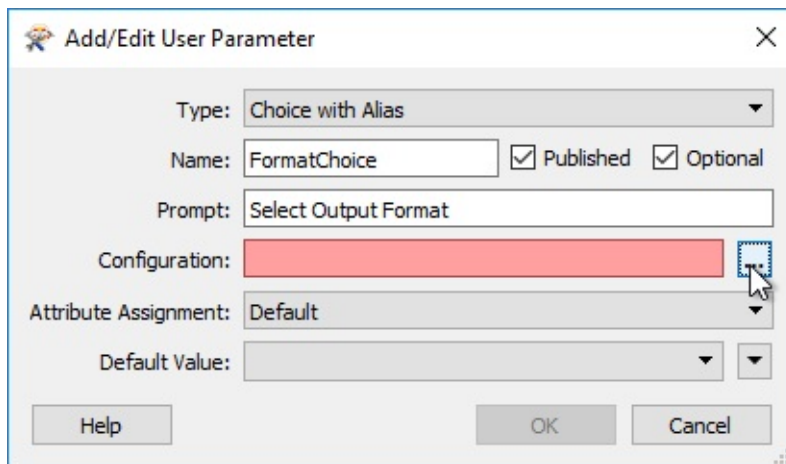 Add/Edit User Parameter
Type: Choice with Alias
Name: FormatChoice Published Optional
Prompt: Select Output Format
Configuration: ...
Attribute Assignment: Default
Default Value:
Help OK Cancel